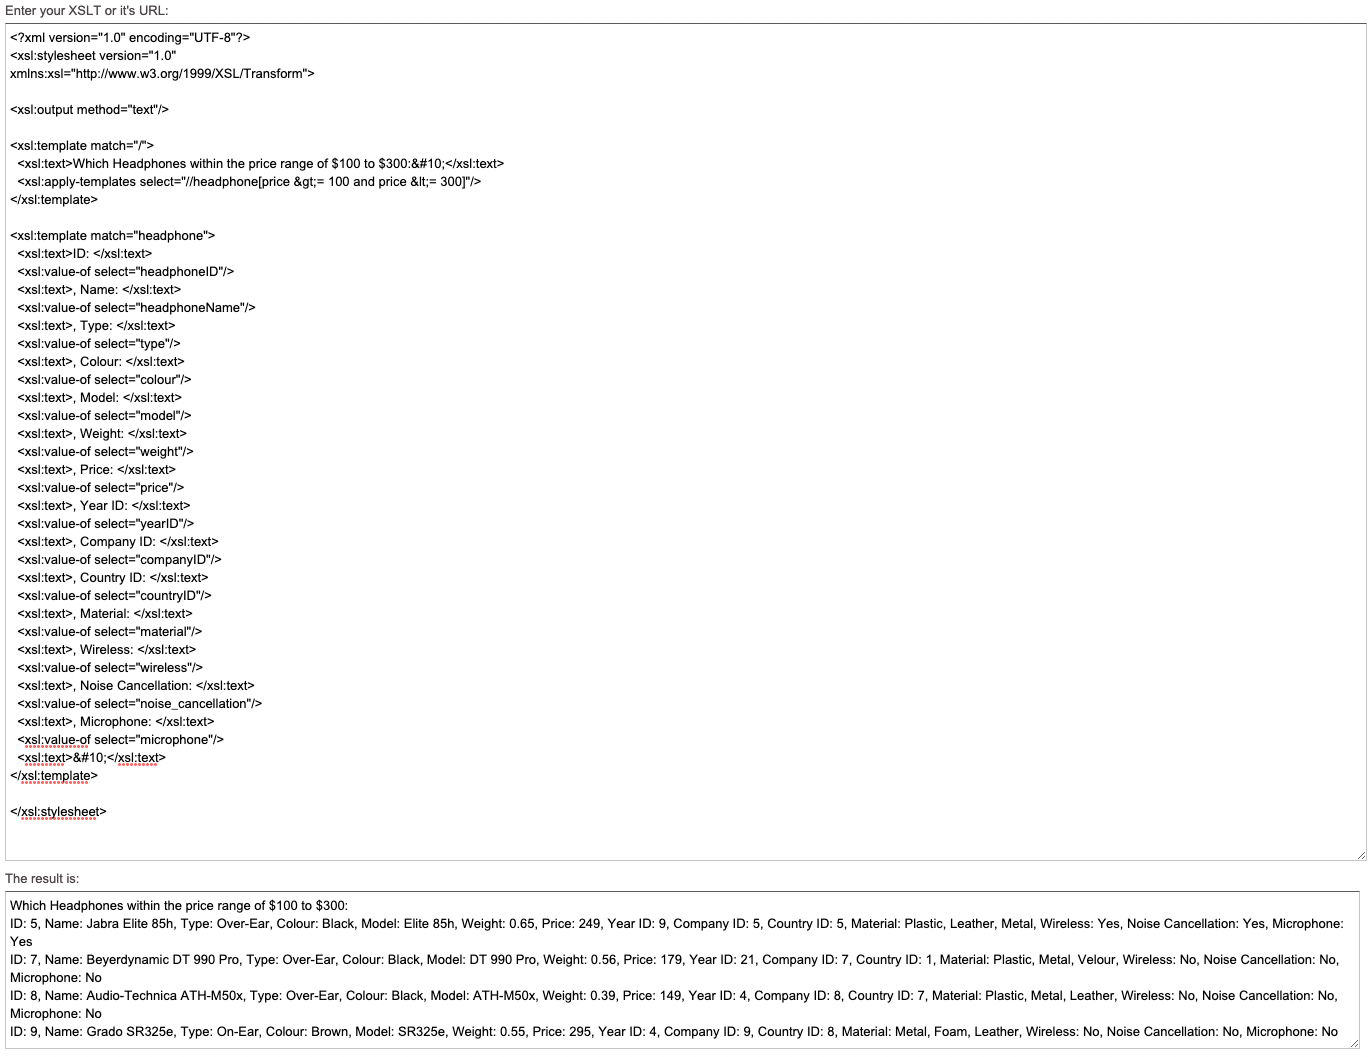 Enter your XSLT or it's URL:
<?xml version="1.0" encoding="UTF-8"?>
<xsl:stylesheet version="1.0"
xmlns:xsl="http://www.w3.org/1999/XSL/Transform">
<xsl:output method="text"/>
<xsl:template match="/">
<xsl:text>Which Headphones within the price range of $100 to $300:&#10;</xsl:text>
<xsl:apply-templates select="//headphone[price &gt;= 100 and price &lt;= 300]"/>
</xsl:template>
<xsl:template match="headphone">
<xsl:text>ID: </xsl:text>
<xsl:value-of select="headphoneID"/>
<xsl:text>, Name: </xsl:text>
<xsl:value-of select="headphoneName"/>
<xsl:text>, Type: </xsl:text>
<xsl:value-of select="type"/>
<xsl:text>, Colour: </xsl:text>
<xsl:value-of select="colour"/>
<xsl:text>, Model: </xsl:text>
<xsl:value-of select="model"/>
<xsl:text>, Weight: </xsl:text>
<xsl:value-of select="weight"/>
<xsl:text>, Price: </xsl:text>
<xsl:value-of select="price"/>
<xsl:text>, Year ID: </xsl:text>
<xsl:value-of select="yearID"/>
<xsl:text>, Company ID: </xsl:text>
<xsl:value-of select="companyID"/>
<xsl:text>, Country ID: </xsl:text>
<xsl:value-of select="countryID"/>
<xsl:text>, Material: </xsl:text>
<xsl:value-of select="material"/>
<xsl:text>, Wireless: </xsl:text>
<xsl:value-of select="wireless"/>
<xsl:text>, Noise Cancellation: </xsl:text>
<xsl:value-of select="noise_cancellation"/>
<xsl:text>, Microphone: </xsl:text>
<xsl:value-of select="microphone"/>
<xsl:text>&#10;</xsl:text>
</xsl:template>
</xsl:stylesheet>
The result is:
Which Headphones within the price range of $100 to $300:
ID: 5, Name: Jabra Elite 85h, Type: Over-Ear, Colour: Black, Model: Elite 85h, Weight: 0.65, Price: 249, Year ID: 9, Company ID: 5, Country ID: 5, Material: Plastic, Leather, Metal, Wireless: Yes, Noise Cancellation: Yes, Microphone:
Yes
ID: 7, Name: Beyerdynamic DT 990 Pro, Type: Over-Ear, Colour: Black, Model: DT 990 Pro, Weight: 0.56, Price: 179, Year ID: 21, Company ID: 7, Country ID: 1, Material: Plastic, Metal, Velour, Wireless: No, Noise Cancellation: No,
Microphone: No
ID: 8, Name: Audio-Technica ATH-M50x, Type: Over-Ear, Colour: Black, Model: ATH-M50x, Weight: 0.39, Price: 149, Year ID: 4, Company ID: 8, Country ID: 7, Material: Plastic, Metal, Leather, Wireless: No, Noise Cancellation: No,
Microphone: No
ID: 9, Name: Grado SR325e, Type: On-Ear, Colour: Brown, Model: SR325e, Weight: 0.55, Price: 295, Year ID: 4, Company ID: 9, Country ID: 8, Material: Metal, Foam, Leather, Wireless: No, Noise Cancellation: No, Microphone: No